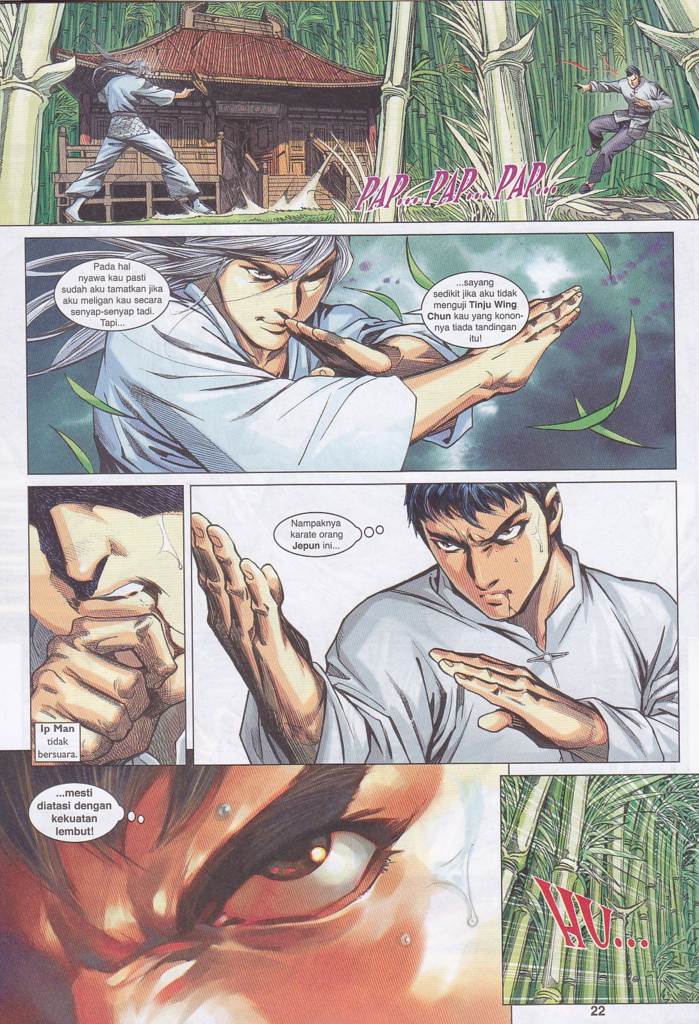 PAP... PAP... PAP...
Pada hal
nyawa kau pasti
sudah aku tamatkan jika
aku meligan kau secara
senyap-senyap tadi.
Tapi...
...sayang
sedikit jika aku tidak
menguji Tinju Wing
Chun kau yang konon-
nya tiada tandingan
itu!
Ip Man
tidak
bersuara.
Nampaknya
karate orang
Jepun ini...
...mesti
diatasi dengan
kekuatan
lembut!
HU...
22